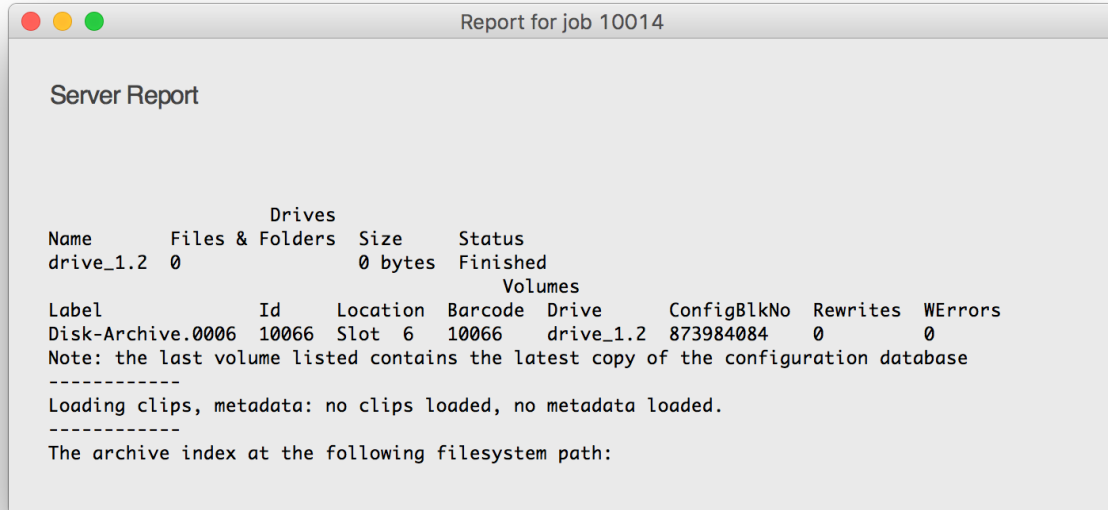 Report for job 10014
Server Report
Drives
Name Files & Folders Size Status
drive_1.2 0 0 bytes Finished
Volumes
Label Id Location Barcode Drive ConfigBlkNo Rewrites WErrors
Disk-Archive.0006 10066 Slot 6 10066 drive_1.2 873984084 0 0
Note: the last volume listed contains the latest copy of the configuration database
------------
Loading clips, metadata: no clips loaded, no metadata loaded.
------------
The archive index at the following filesystem path: